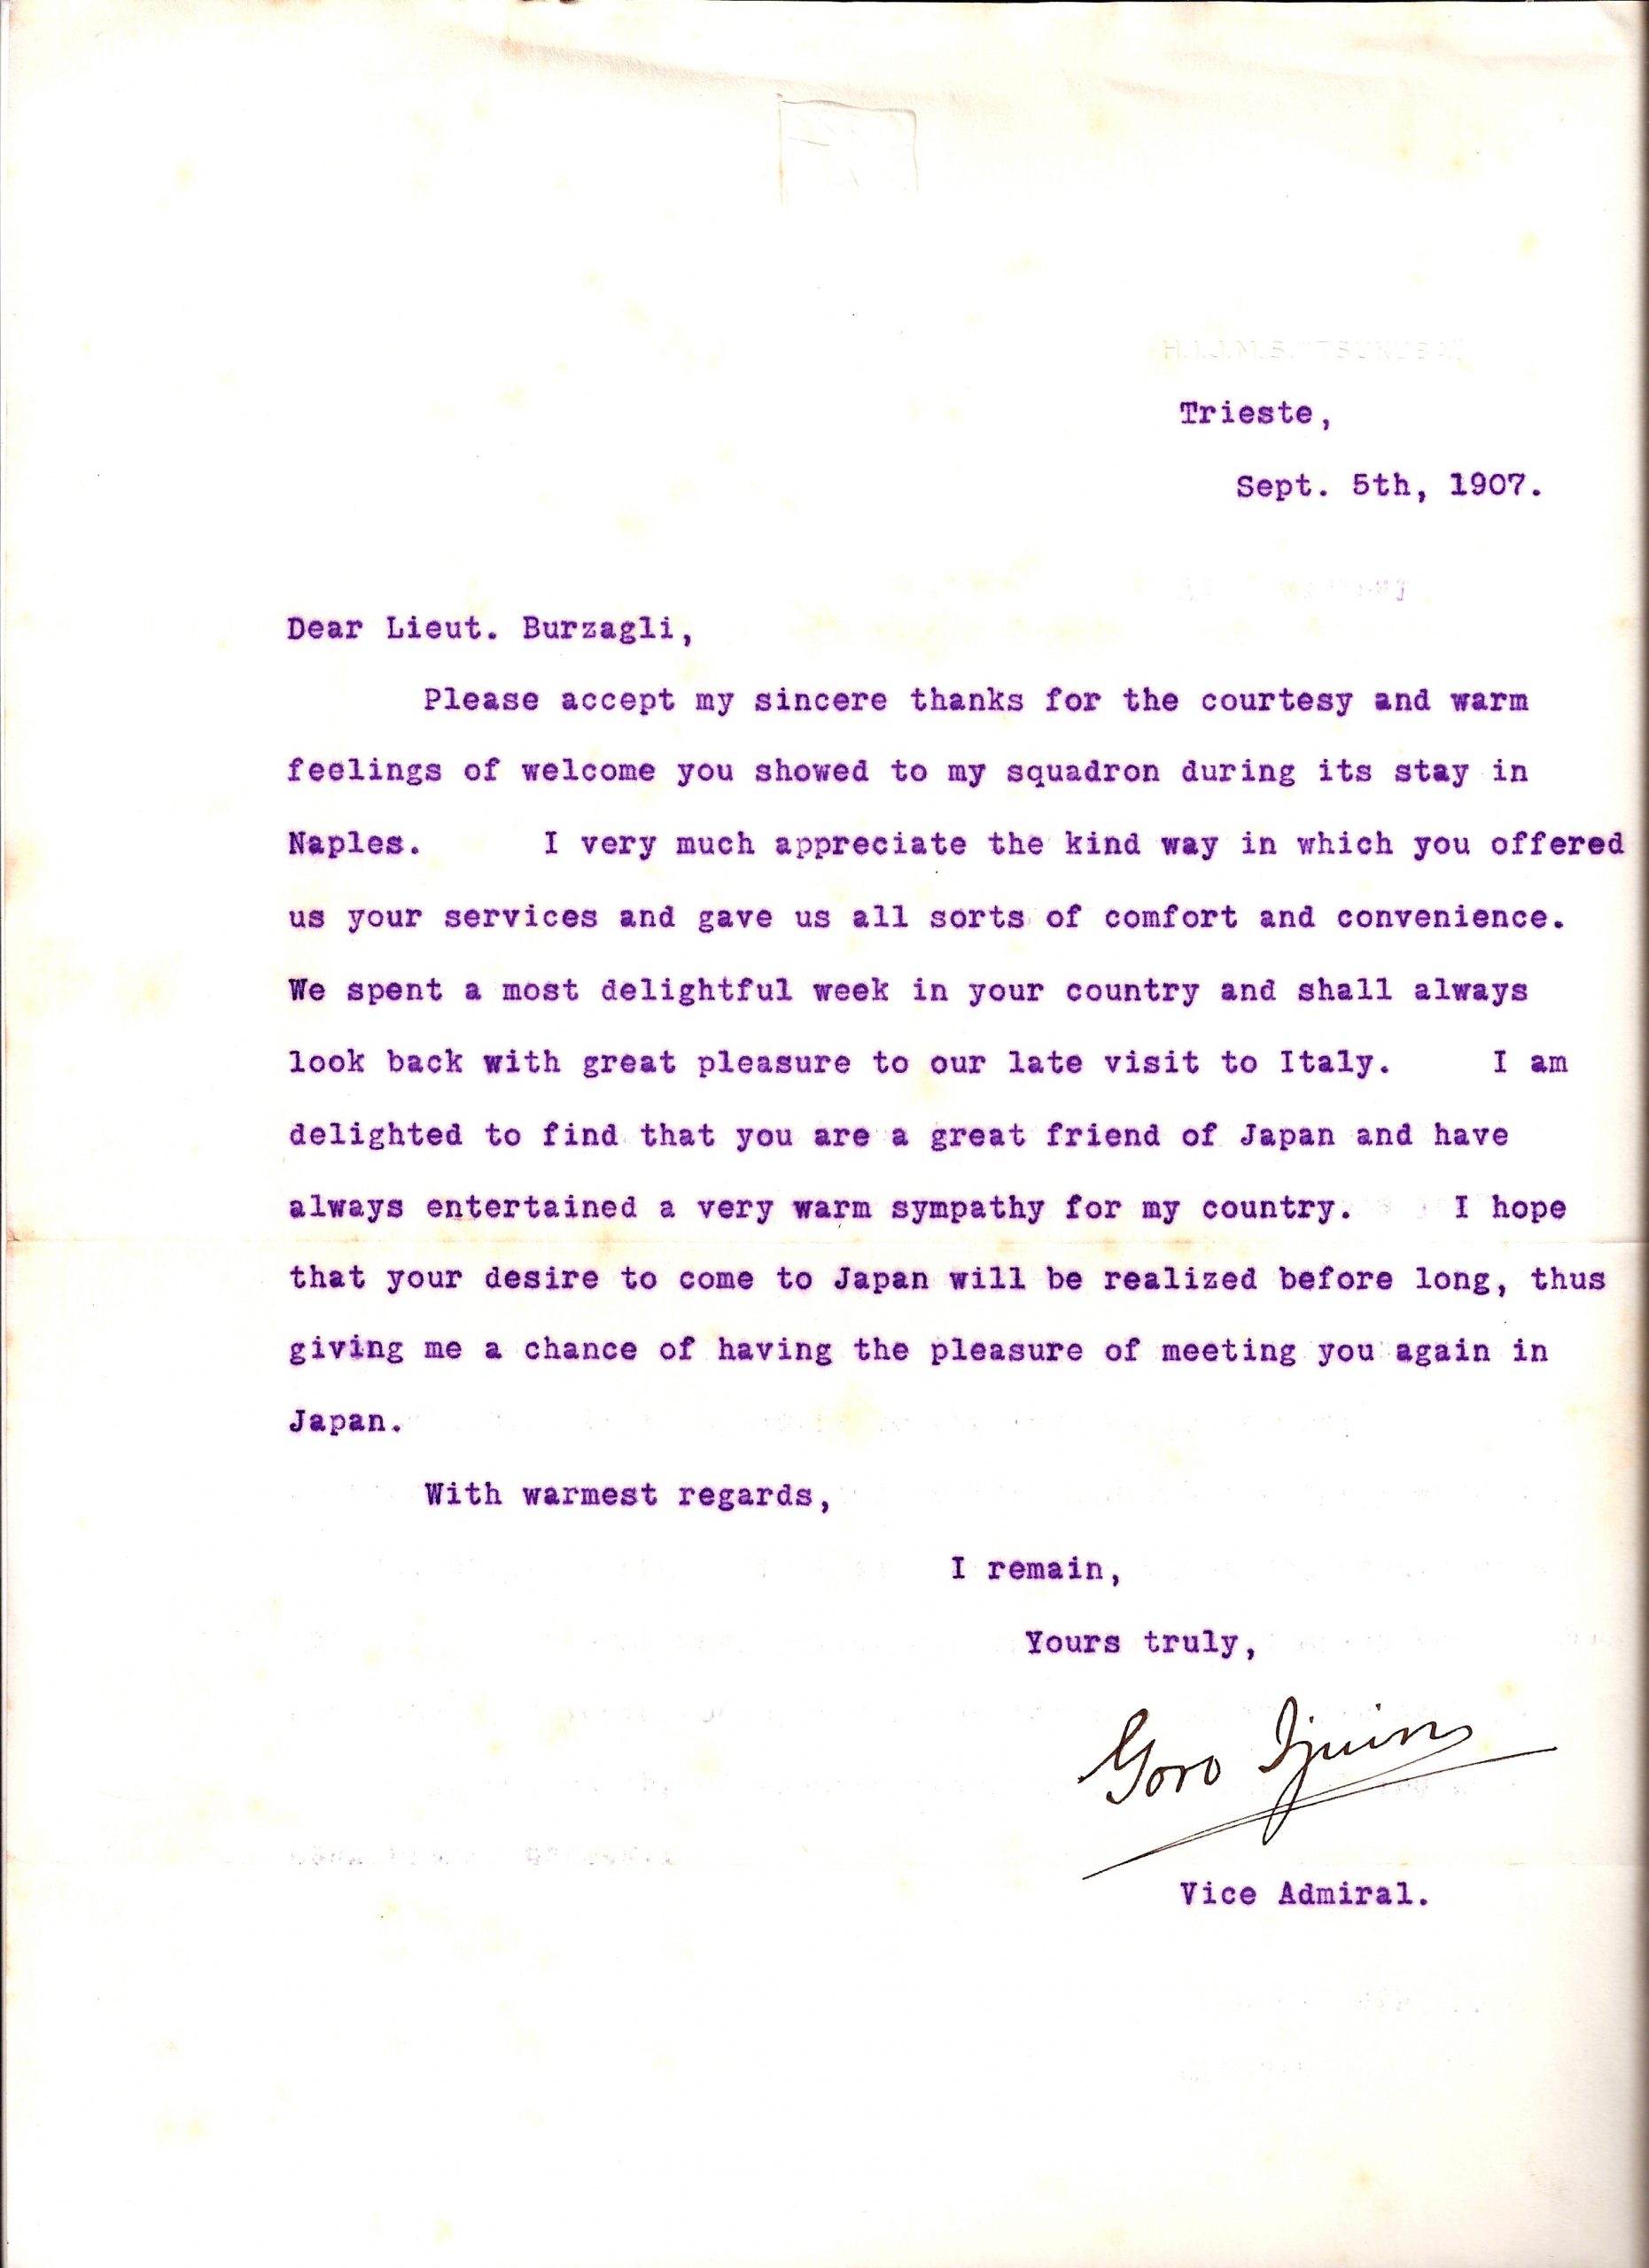 H.I.J.M.S. "TSUKUBA."
Trieste,
Sept. 5th, 1907.
Dear Lieut. Burzagli,
Please accept my sincere thanks for the courtesy and warm
feelings of welcome you showed to my squadron during its stay in
Naples. I very much appreciate the kind way in which you offered
us your services and gave us all sorts of comfort and convenience.
We spent a most delightful week in your country and shall always
look back with great pleasure to our late visit to Italy. I am
delighted to find that you are a great friend of Japan and have
always entertained a very warm sympathy for my country. I hope
that your desire to come to Japan will be realized before long, thus
giving me a chance of having the pleasure of meeting you again in
Japan.
With warmest regards,
I remain,
Yours truly,
Goro Ijuin
Vice Admiral.